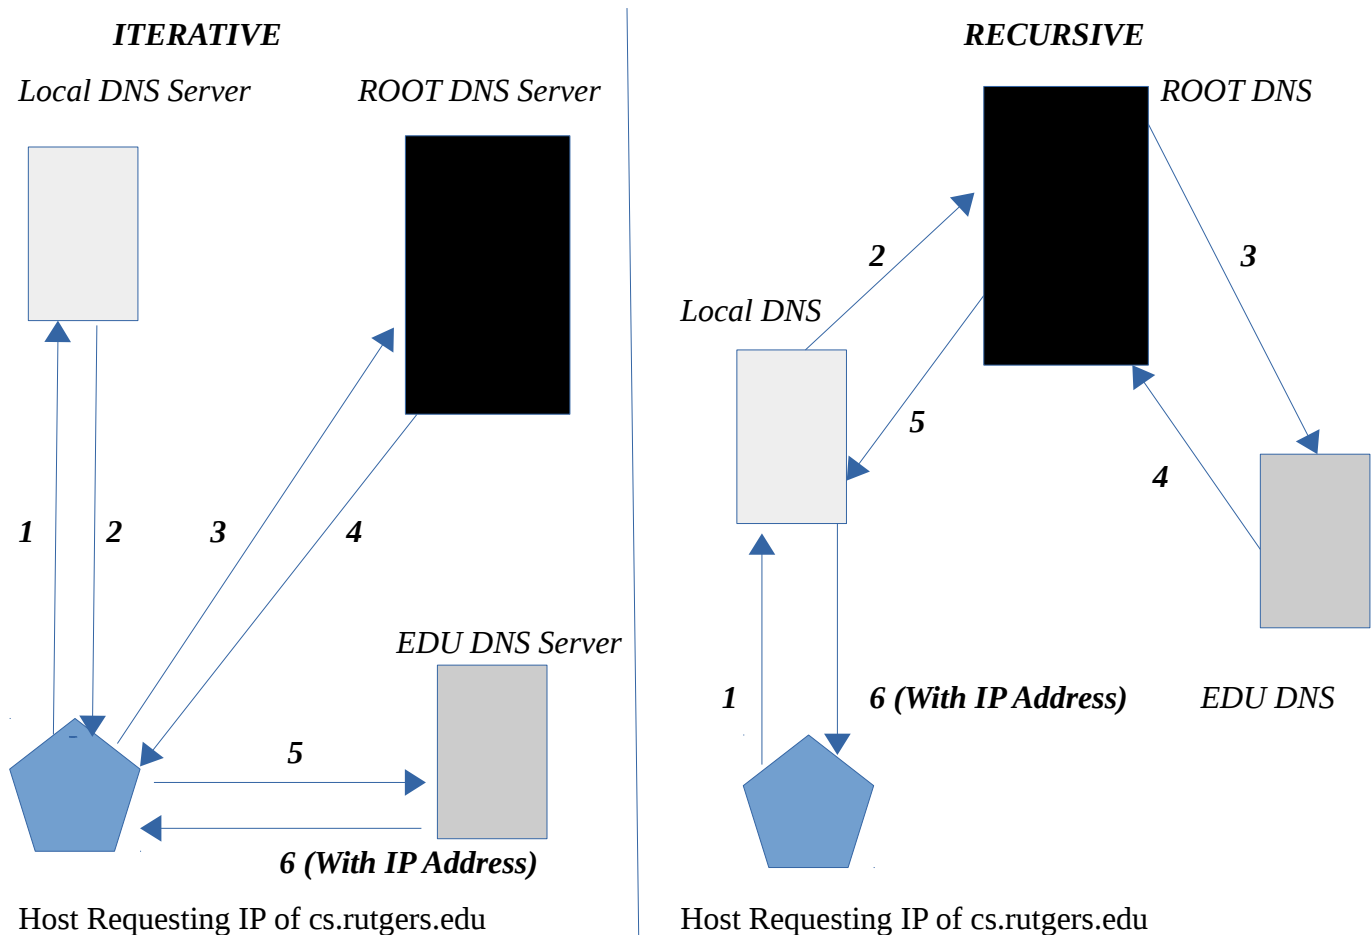 ITERATIVE
Local DNS Server
ROOT DNS Server
1
2
3
4
EDU DNS Server
5
6 (With IP Address)
Host Requesting IP of cs.rutgers.edu
RECURSIVE
ROOT DNS
2
3
Local DNS
5
4
1
6 (With IP Address)
EDU DNS
Host Requesting IP of cs.rutgers.edu